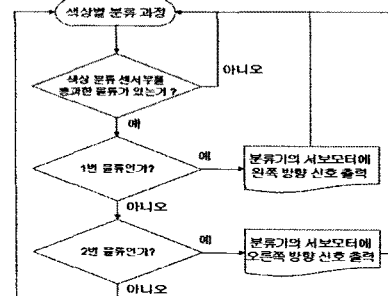 색상별 분류 과정
색상 분류 센서부를
통과한 물류가 있는가 ?
아니오
예
1번 물류인가?
예
분류기의 서보모터에
왼쪽 방향 신호 출력
아니오
2번 물류인가?
예
분류기의 서보모터에
오른쪽 방향 신호 출력
아니오